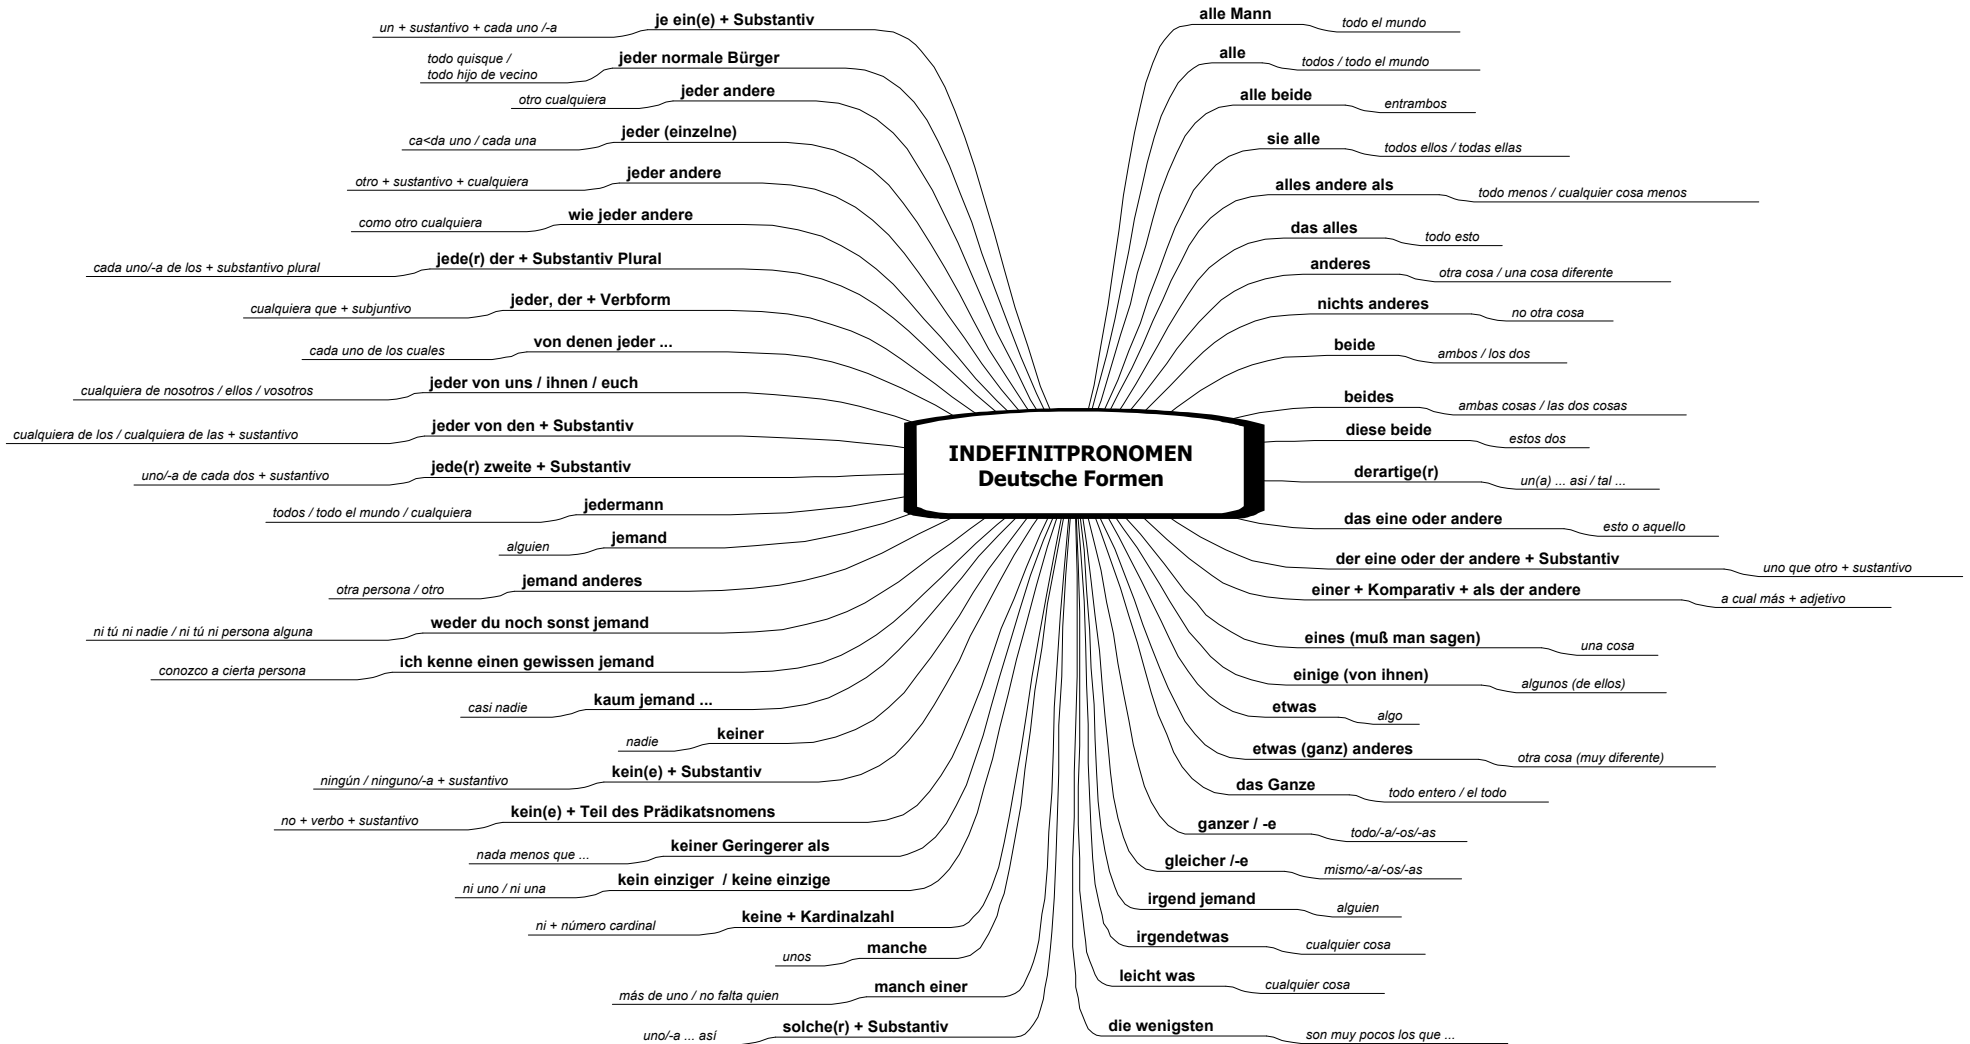 INDEFINITPRONOMEN
Deutsche Formen
alle Mann
todo el mundo
alle
todos / todo el mundo
alle beide
entrambos
sie alle
todos ellos / todas ellas
alles andere als
todo menos / cualquier cosa menos
das alles
todo esto
anderes
otra cosa / una cosa diferente
nichts anderes
no otra cosa
beide
ambos / los dos
beides
ambas cosas / las dos cosas
diese beide
estos dos
derartige(r)
un(a) ... asi / tal ...
das eine oder andere
esto o aquello
der eine oder der andere + Substantiv
uno que otro + sustantivo
einer + Komparativ + als der andere
a cual más + adjetivo
eines (muß man sagen)
una cosa
einige (von ihnen)
algunos (de ellos)
etwas
algo
etwas (ganz) anderes
otra cosa (muy diferente)
das Ganze
todo entero / el todo
ganzer / -e
todo/-a/-os/-as
gleicher /-e
mismo/-a/-os/-as
irgend jemand
alguien
irgendetwas
cualquier cosa
leicht was
cualquier cosa
die wenigsten
son muy pocos los que ...
je ein(e) + Substantiv
un + sustantivo + cada uno /-a
jeder normale Bürger
todo quisque /
todo hijo de vecino
jeder andere
otro cualquiera
jeder (einzelne)
ca<da uno / cada una
jeder andere
otro + sustantivo + cualquiera
wie jeder andere
como otro cualquiera
jede(r) der + Substantiv Plural
cada uno/-a de los + substantivo plural
jeder, der + Verbform
cualquiera que + subjuntivo
von denen jeder ...
cada uno de los cuales
jeder von uns / ihnen / euch
cualquiera de nosotros / ellos / vosotros
jeder von den + Substantiv
cualquiera de los / cualquiera de las + sustantivo
jede(r) zweite + Substantiv
uno/-a de cada dos + sustantivo
jedermann
todos / todo el mundo / cualquiera
jemand
alguien
jemand anderes
otra persona / otro
weder du noch sonst jemand
ni tú ni nadie / ni tú ni persona alguna
ich kenne einen gewissen jemand
conozco a cierta persona
kaum jemand ...
casi nadie
keiner
nadie
kein(e) + Substantiv
ningún / ninguno/-a + sustantivo
kein(e) + Teil des Prädikatsnomens
no + verbo + sustantivo
keiner Geringerer als
nada menos que ...
kein einziger / keine einzige
ni uno / ni una
keine + Kardinalzahl
ni + número cardinal
manche
unos
manch einer
más de uno / no falta quien
solche(r) + Substantiv
uno/-a ... así